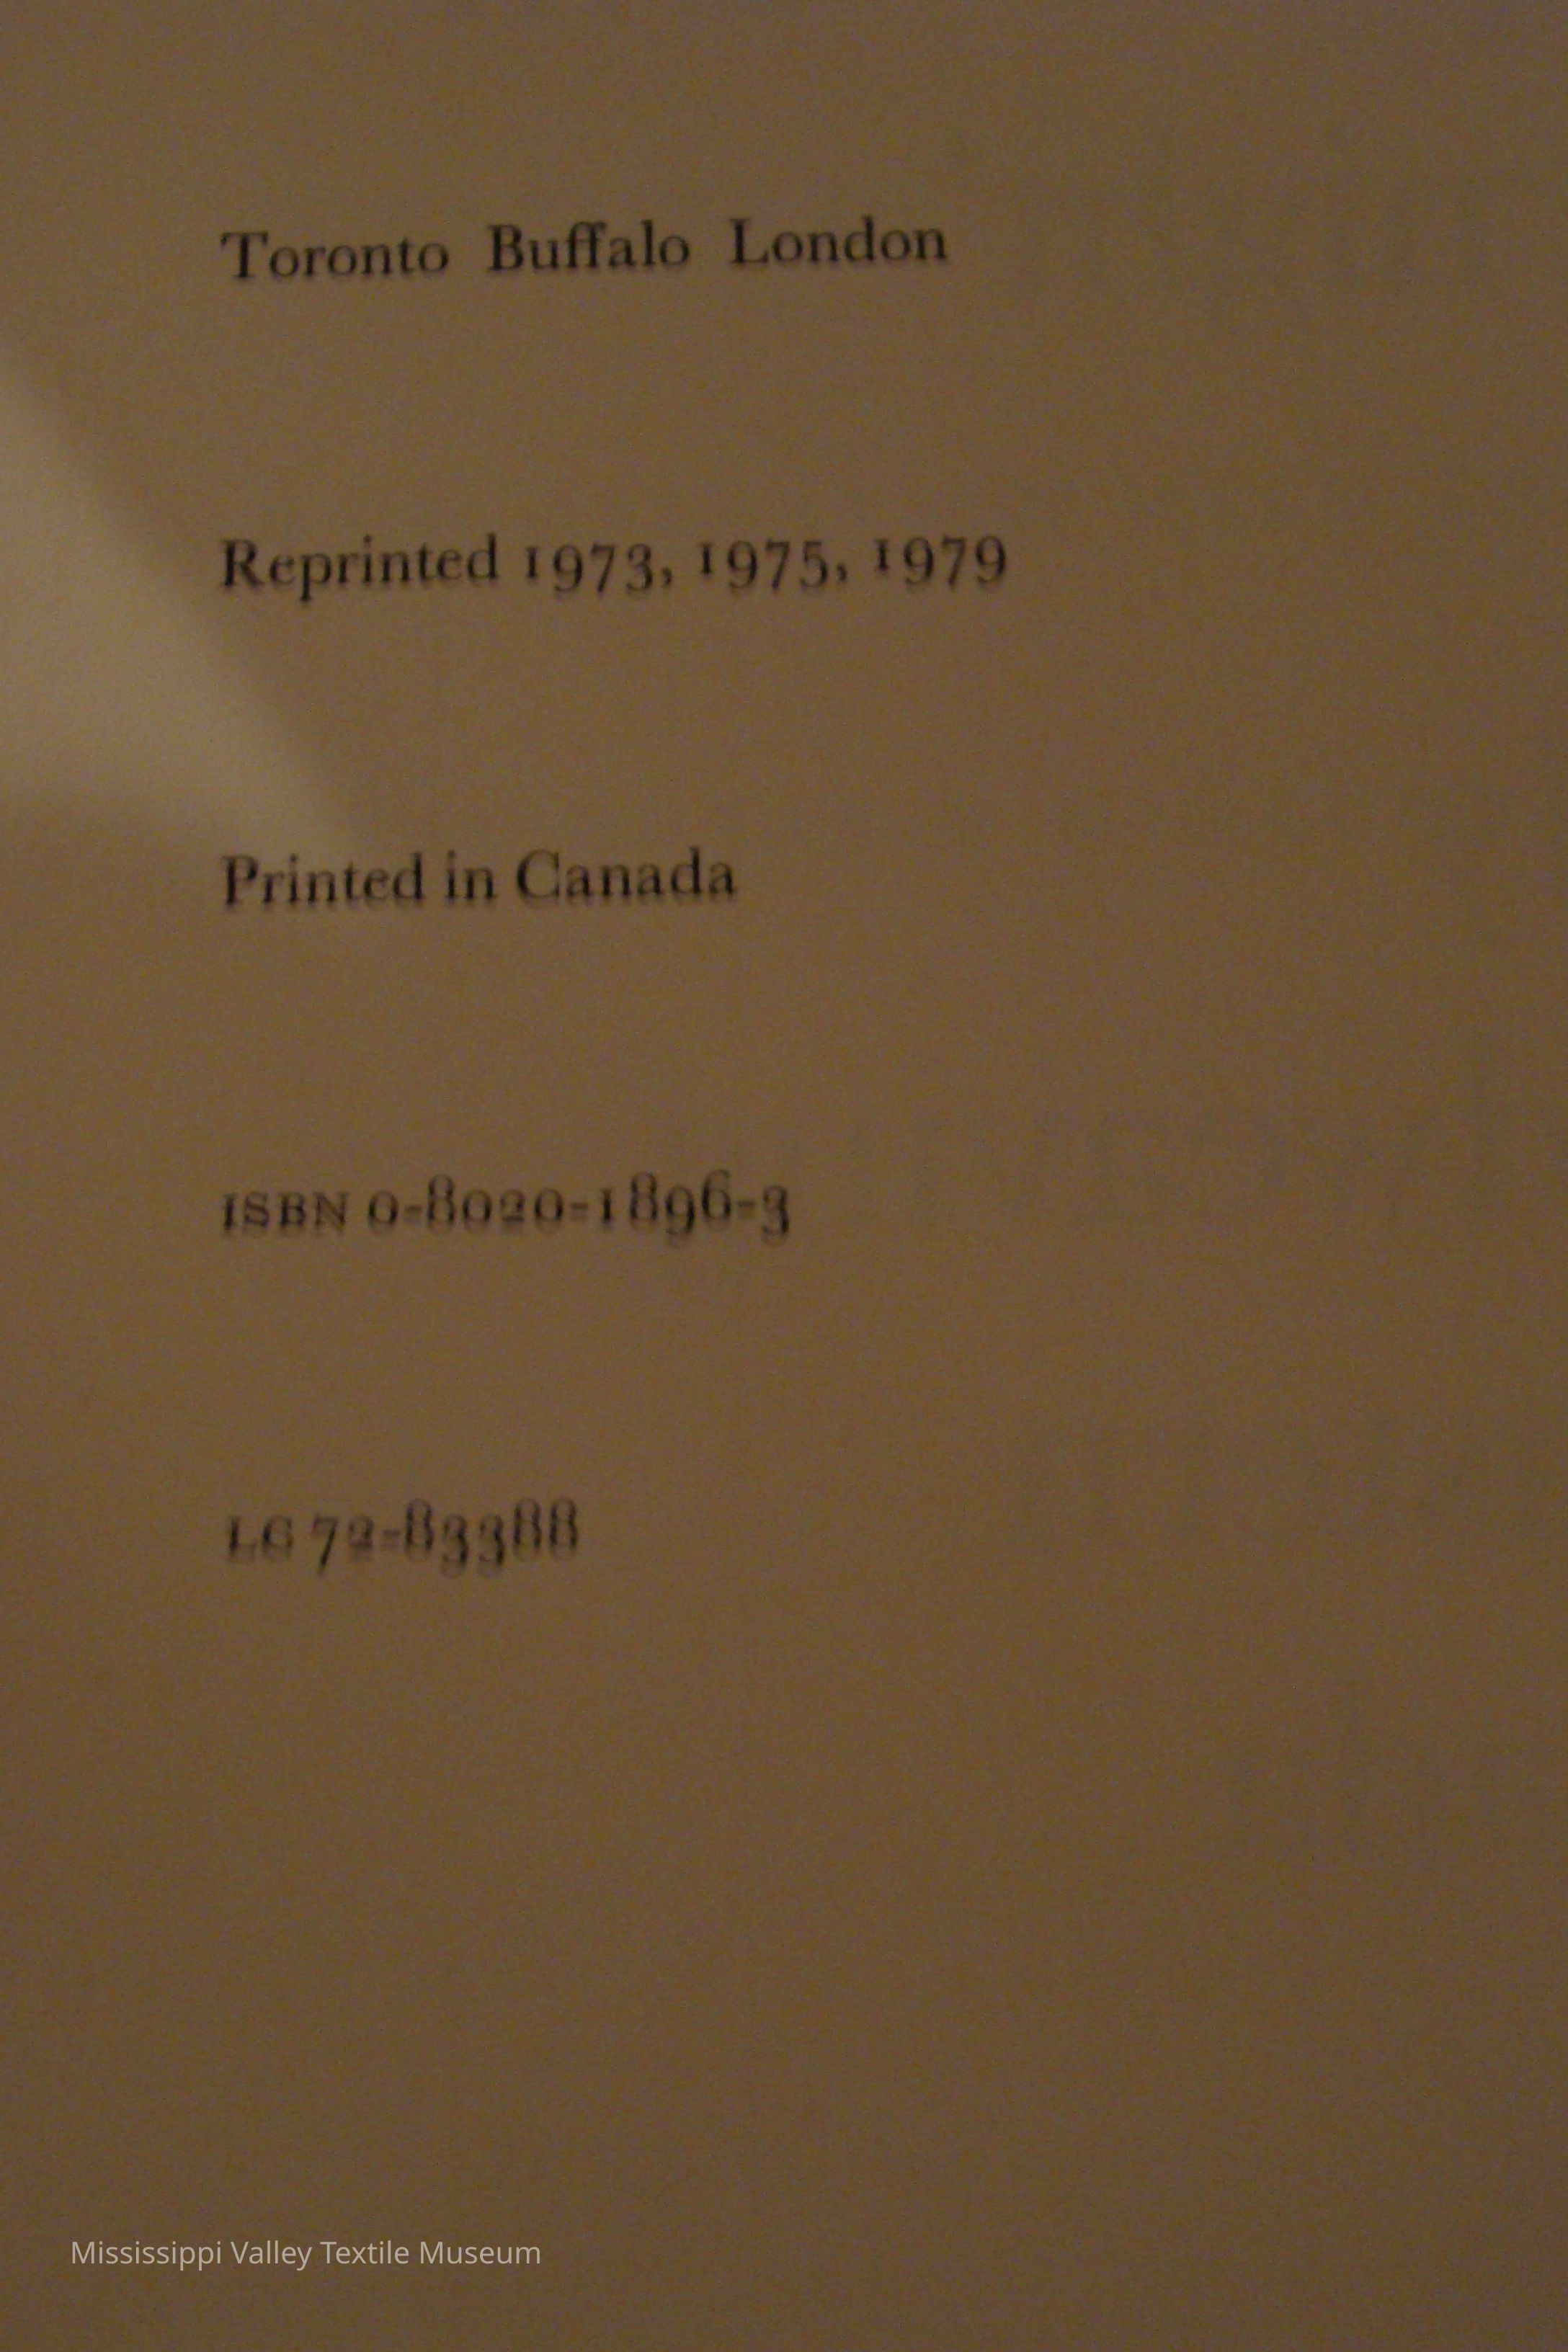 Toronto Buffalo London
Reprinted 1973, 1975, 1979
Printed in Canada
ISBN 0-8020-1896-3
LC 72-83388
Mississippi Valley Textile Museum